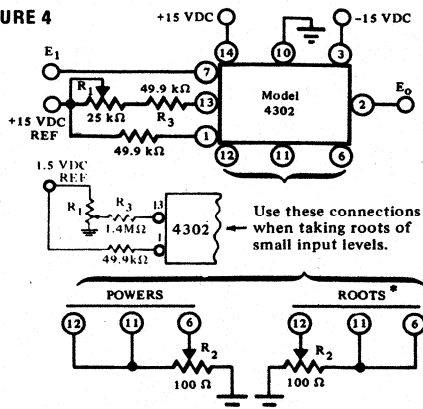 URE 4
+15 VDC
-15 VDC
14
10
3
E1
7
R1
49.9 kΩ
13
Model
4302
2
Eo
+15 VDC
REF
25 kΩ
R3
1
49.9 kΩ
12
11
6
1.5 VDC
REF
R1
R3
13
1.4MΩ
1
4302
49.9kΩ
Use these connections
when taking roots of
small input levels.
POWERS
ROOTS*
12
11
6
12
11
6
R2
R2
100 Ω
100 Ω